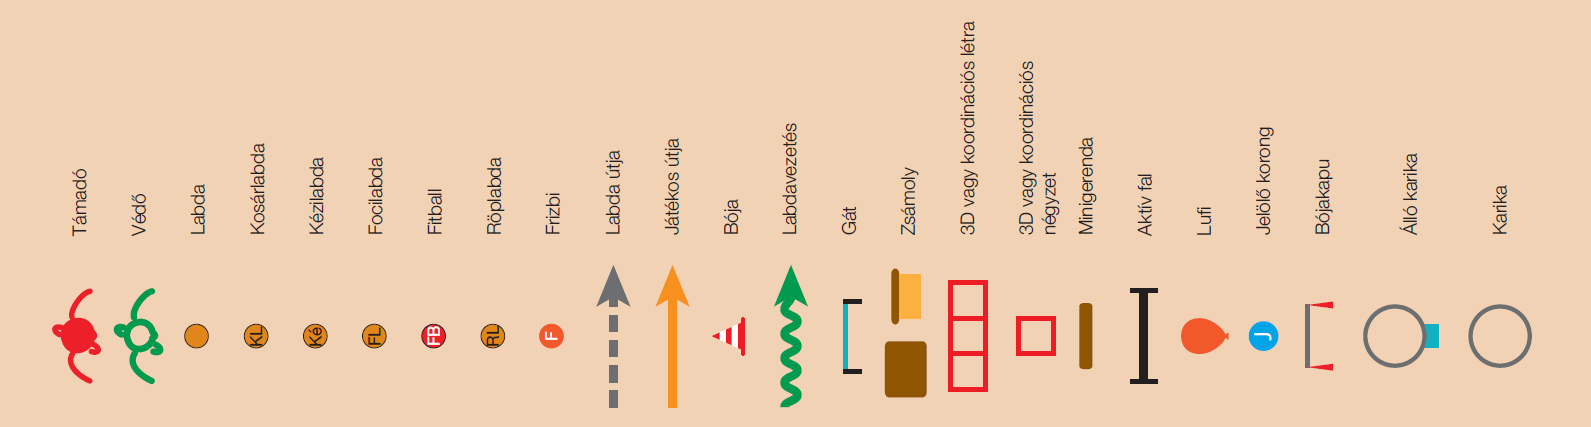 Támadó
Védő
Labda
Kosárlabda
Kézilabda
Focilabda
Fitball
Röplabda
Frizbi
Labda útja
Játékos útja
Bója
Labdavezetés
Gát
Zsámoly
3D vagy koordinációs létra
3D vagy koordinációs
négyzet
Minigerenda
Aktív fal
Lufi
Jelölő korong
Bójakapu
Álló karika
Karika
KL
Ké
FL
FB
RL
F
J